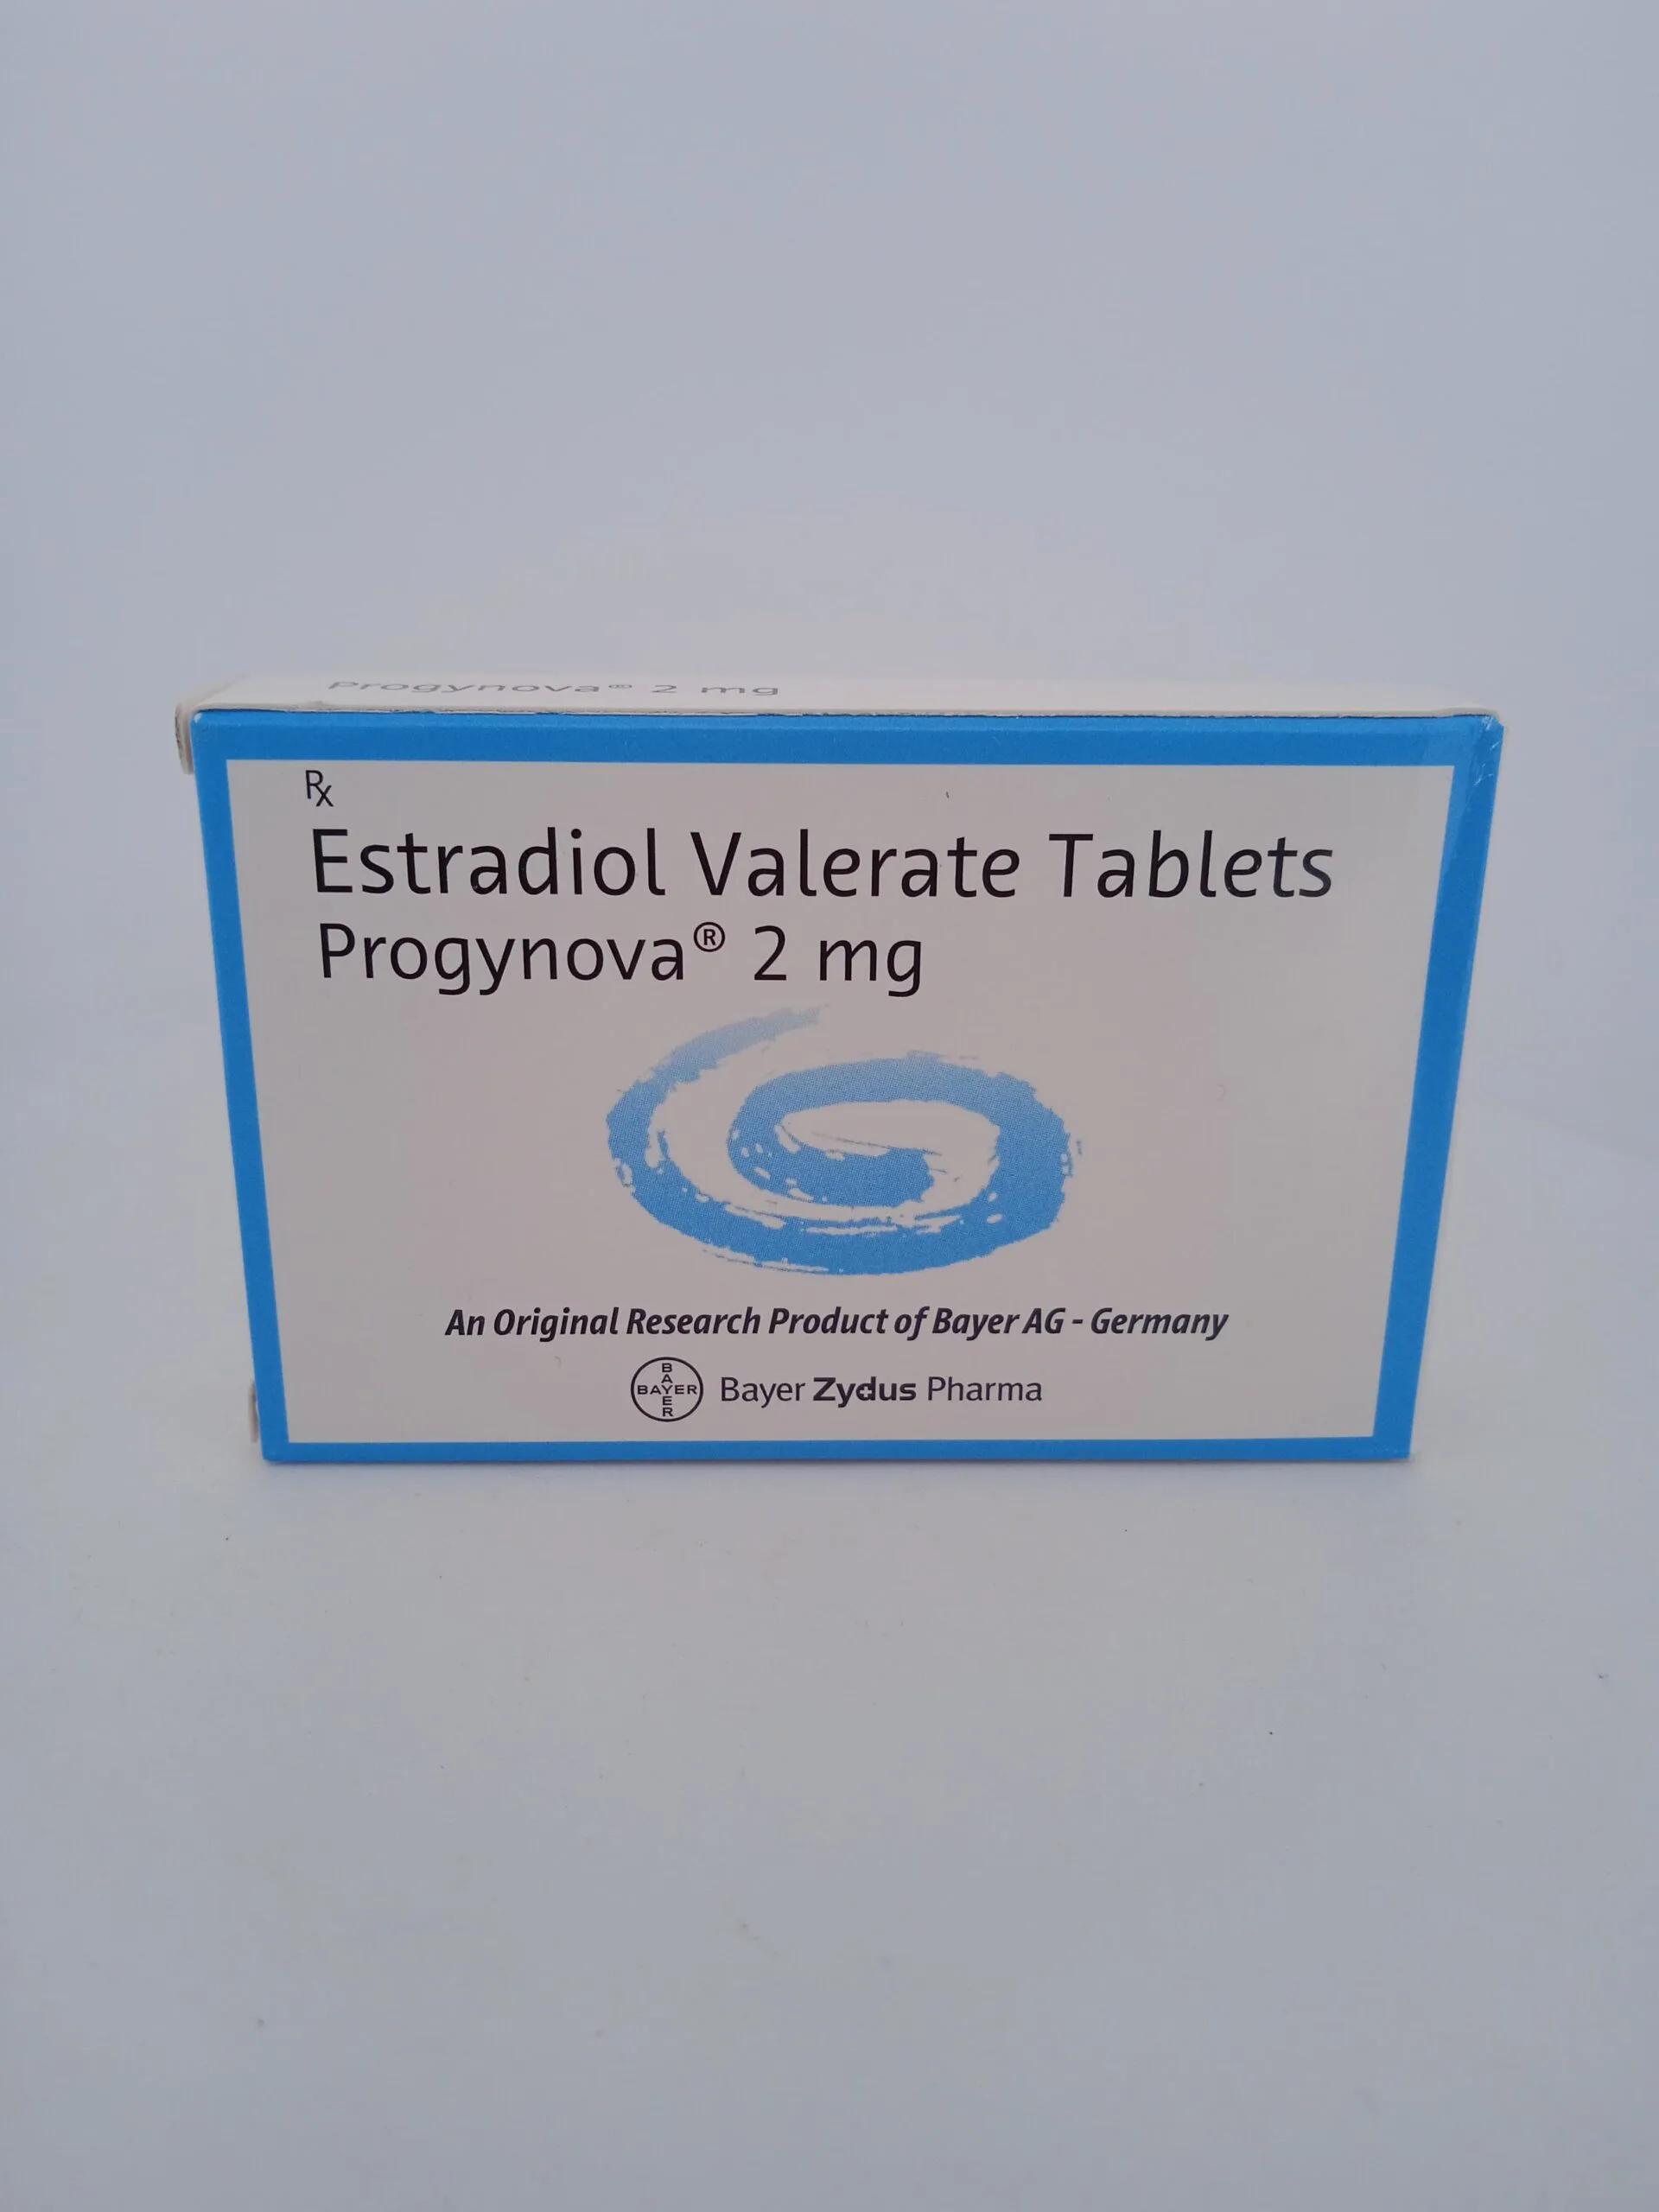 Progynova® 2 mg
Rx
Estradiol Valerate Tablets
Progynova® 2 mg
An Original Research Product of Bayer AG - Germany
BAYER
BAYER
Bayer Zydus Pharma